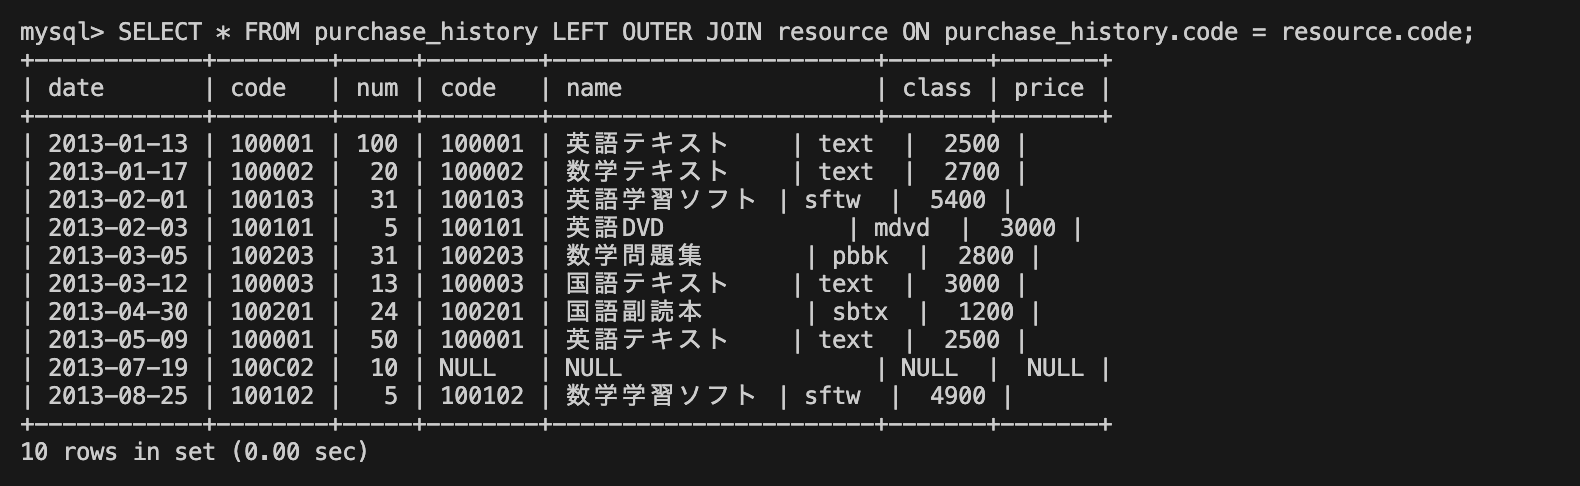 mysql> SELECT * FROM purchase_history LEFT OUTER JOIN resource ON purchase_history.code = resource.code;
+------------+--------+-----+--------+-----------------------+-------+-------+
| date       | code   | num | code   | name                  | class | price |
+------------+--------+-----+--------+-----------------------+-------+-------+
| 2013-01-13 | 100001 | 100 | 100001 | 英語テキスト    | text  |  2500 |
| 2013-01-17 | 100002 |  20 | 100002 | 数学テキスト    | text  |  2700 |
| 2013-02-01 | 100103 |  31 | 100103 | 英語学習ソフト | sftw  |  5400 |
| 2013-02-03 | 100101 |   5 | 100101 | 英語DVD             | mdvd  |  3000 |
| 2013-03-05 | 100203 |  31 | 100203 | 数学問題集       | pbbk  |  2800 |
| 2013-03-12 | 100003 |  13 | 100003 | 国語テキスト    | text  |  3000 |
| 2013-04-30 | 100201 |  24 | 100201 | 国語副読本       | sbtx  |  1200 |
| 2013-05-09 | 100001 |  50 | 100001 | 英語テキスト    | text  |  2500 |
| 2013-07-19 | 100C02 |  10 | NULL   | NULL                  | NULL  |  NULL |
| 2013-08-25 | 100102 |   5 | 100102 | 数学学習ソフト | sftw  |  4900 |
+------------+--------+-----+--------+-----------------------+-------+-------+
10 rows in set (0.00 sec)